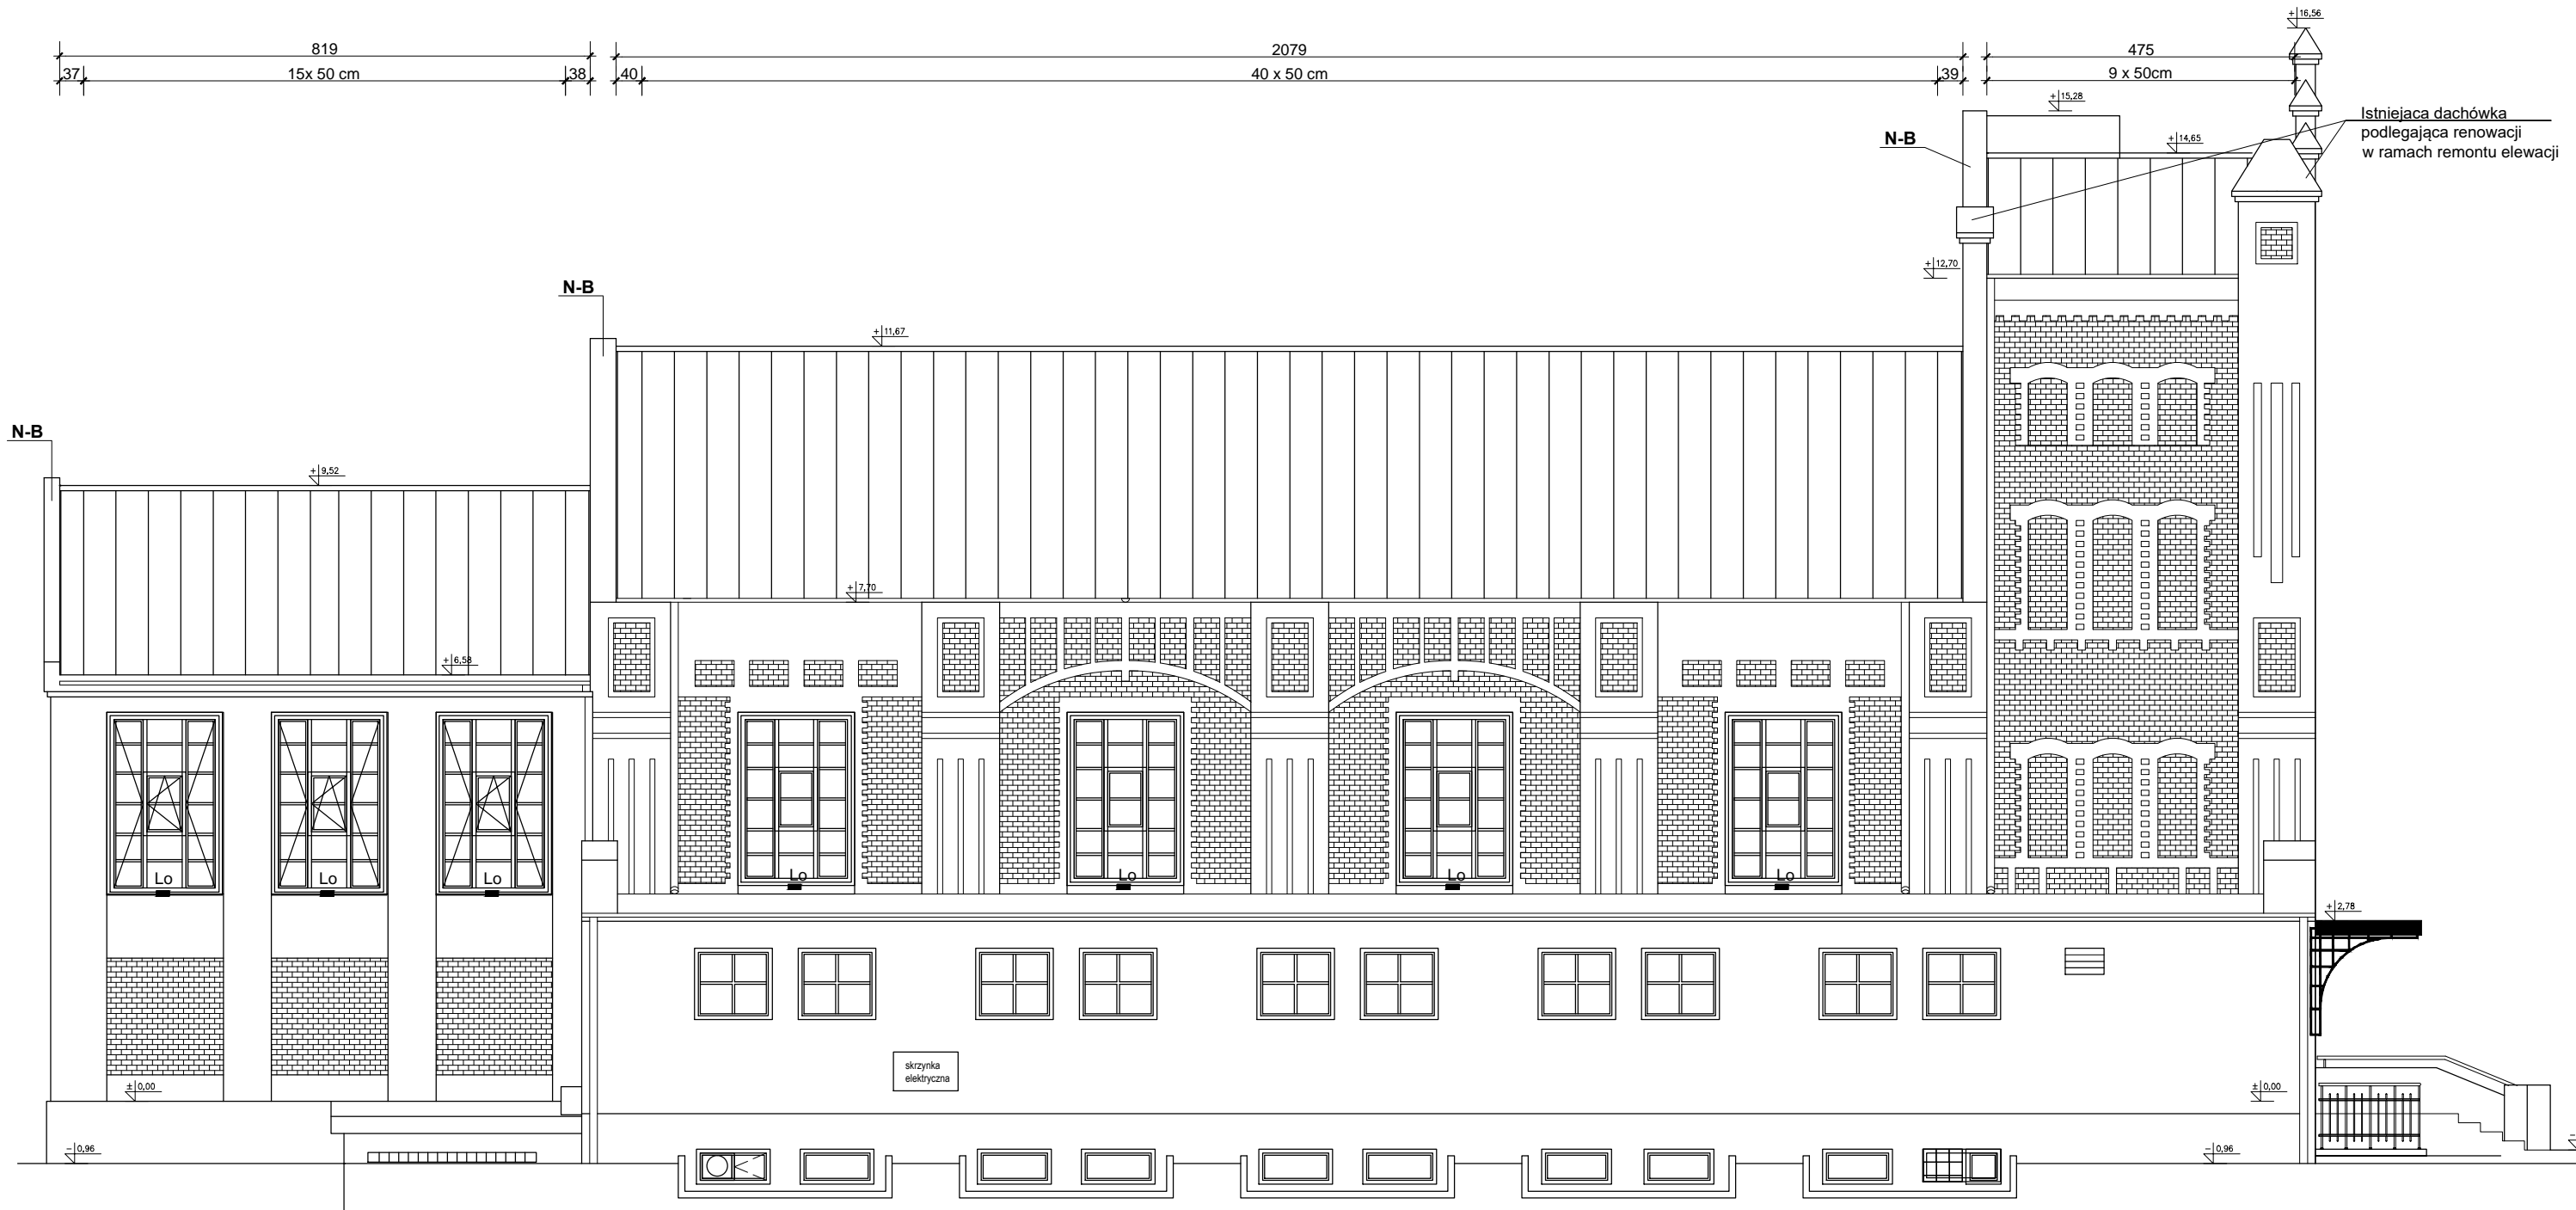 +16,56
819
2079
475
37
15x 50 cm
38
40
40 x 50 cm
39
9 x 50cm
+15,28
Istniejaca dachówka
podlegająca renowacji
w ramach remontu elewacji
N-B
+14,65
+12,70
N-B
+11,67
N-B
+9,52
+7,70
+6,58
Lo
Lo
Lo
Lo
Lo
Lo
Lo
+2,78
skrzynka
elektryczna
±0,00
±0,00
-0,96
-0,96